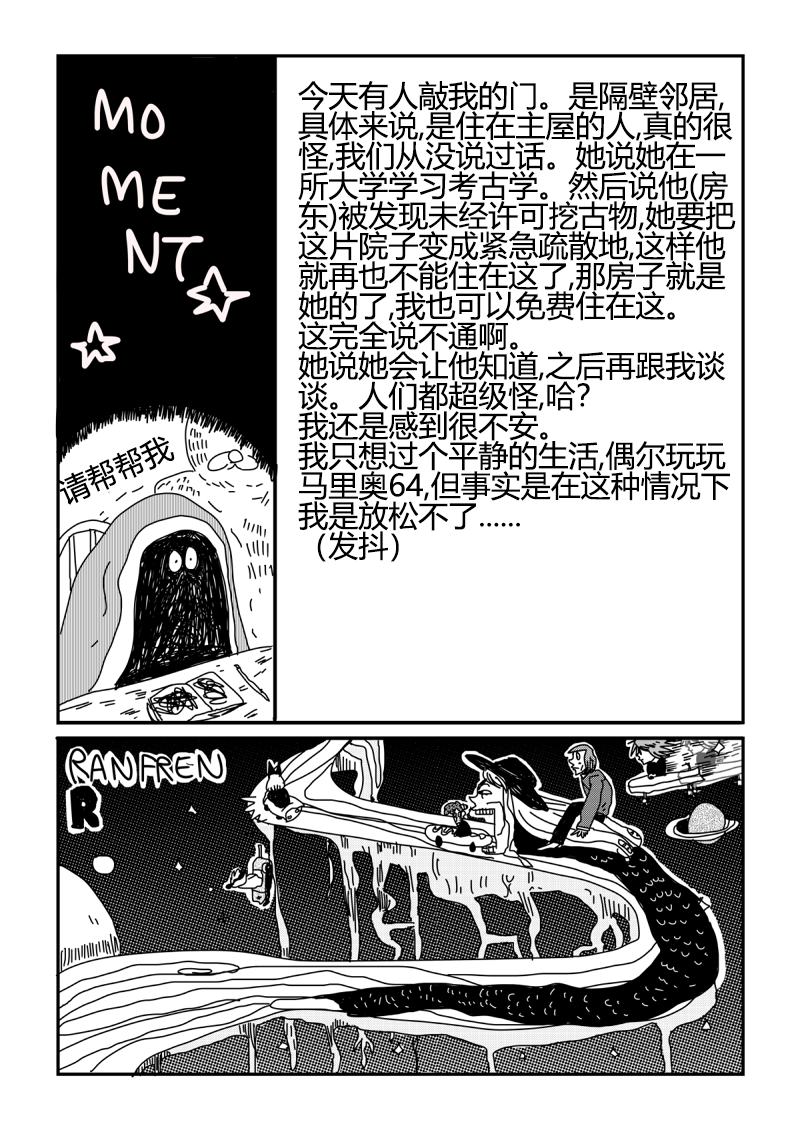 MO
ME
NT
今天有人敲我的门。是隔壁邻居,
具体来说,是住在主屋的人,真的很
怪,我们从没说过话。她说她在一
所大学学习考古学。然后说他(房
东)被发现未经许可挖古物,她要把
这片院子变成紧急疏散地,这样他
就再也不能住在这了,那房子就是
她的了,我也可以免费住在这。
这完全说不通啊。
她说她会让他知道,之后再跟我谈
谈。人们都超级怪,哈?
我还是感到很不安。
我只想过个平静的生活,偶尔玩玩
马里奥64,但事实是在这种情况下
我是放松不了……
（发抖）
请帮帮我
RANFREN
R